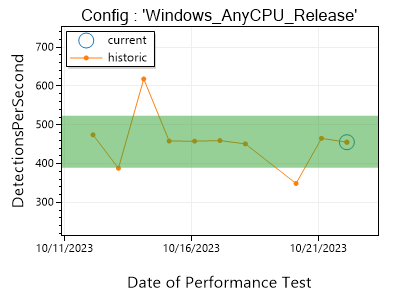 Config : 'Windows_AnyCPU_Release'
current
historic
DetectionsPerSecond
700
600
500
400
300
10/11/2023
10/16/2023
10/21/2023
Date of Performance Test